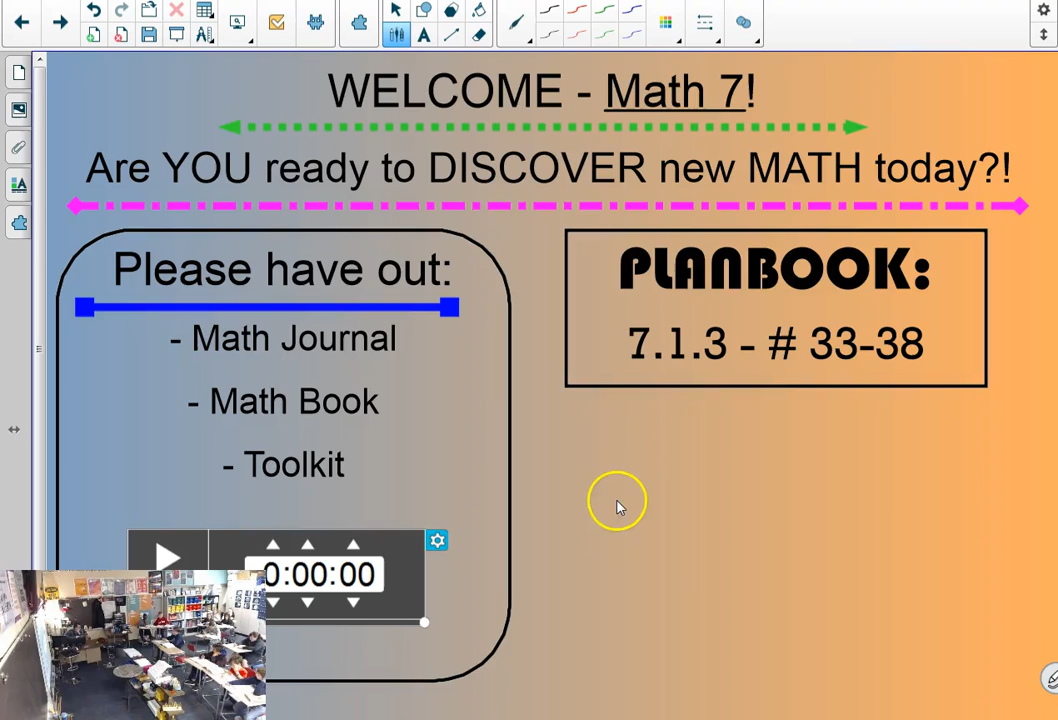 WELCOME - Math 7!
Are YOU ready to DISCOVER new MATH today?!
Please have out:
- Math Journal
- Math Book
- Toolkit
0:00:00
PLANBOOK:
7.1.3 - # 33-38